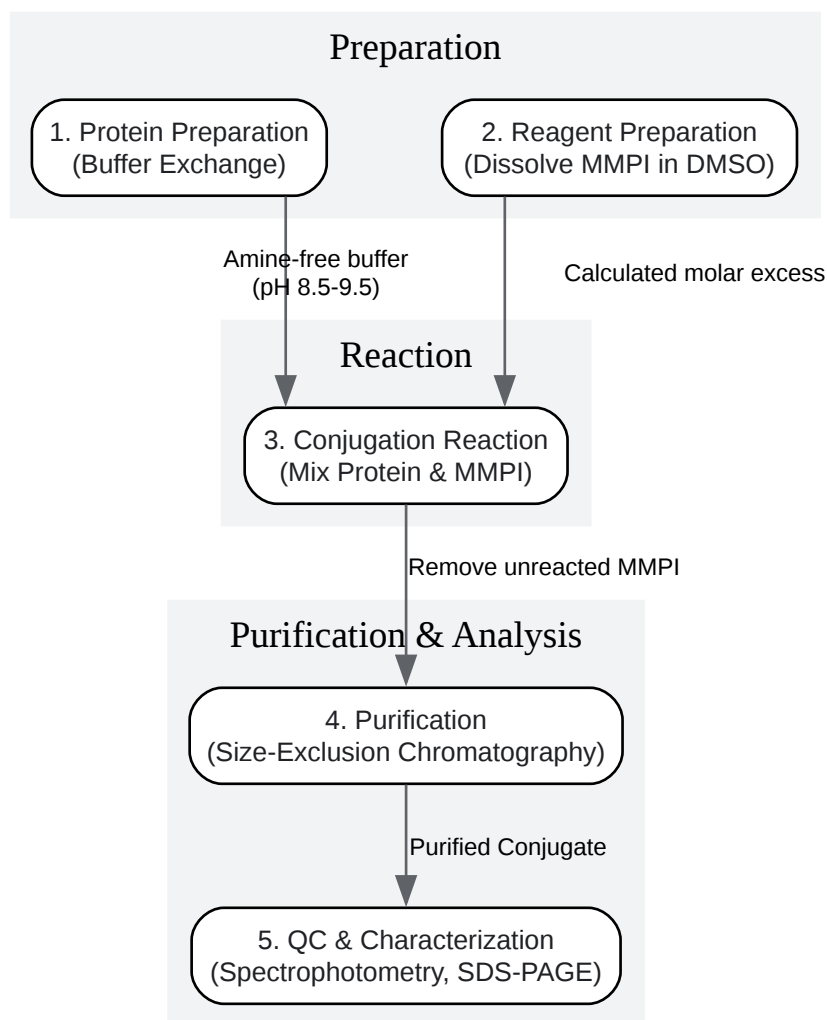 Preparation
1. Protein Preparation
(Buffer Exchange)
2. Reagent Preparation
(Dissolve MMPI in DMSO)
Amine-free buffer
(pH 8.5-9.5)
Calculated molar excess
Reaction
3. Conjugation Reaction
(Mix Protein & MMPI)
Remove unreacted MMPI
Purification & Analysis
4. Purification
(Size-Exclusion Chromatography)
Purified Conjugate
5. QC & Characterization
(Spectrophotometry, SDS-PAGE)